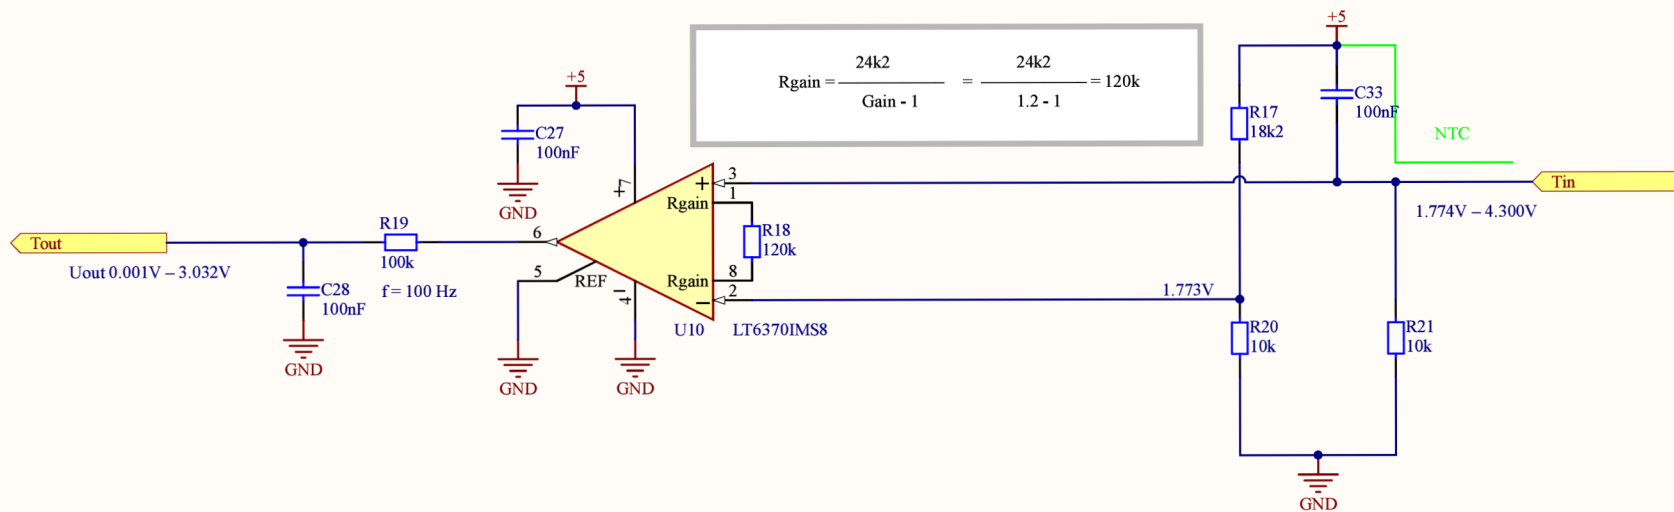 +5
24k2
24k2
Rgain =
=
= 120k
Gain - 1
1.2 - 1
+5
C27
100nF
GND
R17
18k2
C33
100nF
NTC
+
7
+
3
1
Rgain
Tin
1.774V – 4.300V
R19
100k
f = 100 Hz
Tout
Uout 0.001V – 3.032V
6
R18
120k
5
REF
Rgain
8
2
–
4
–
1.773V
C28
100nF
GND
U10
LT6370IMS8
R20
10k
R21
10k
GND
GND
GND